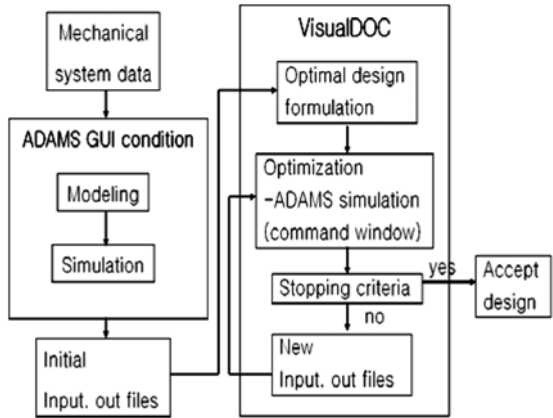 Mechanical
system data
ADAMS GUI condition
Modeling
Simulation
Initial
Input. out files
VisualDOC
Optimal design
formulation
Optimization
-ADAMS simulation
(command window)
Stopping criteria
yes
no
New
Input. out files
Accept
design